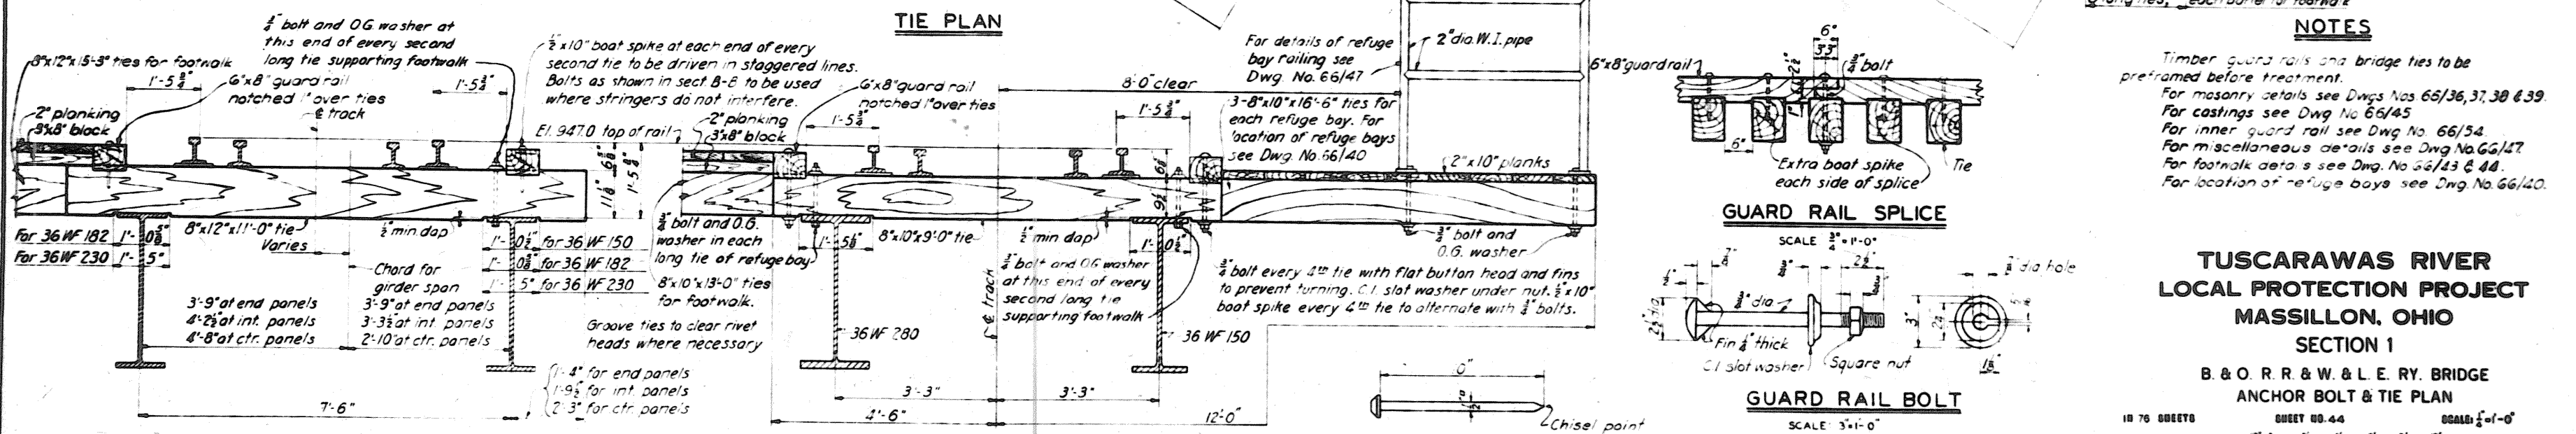 TIE PLAN
¾" bolt and O.G. washer at
this end of every second
long tie supporting footwalk
8"x12"x15'-3" ties for footwalk
1'-5¾"
6"x8" guard rail
notched 1" over ties
1'-5¾"
2" planking
3"x8" block
℄ track
½"x10" boat spike at each end of every
second tie to be driven in staggered lines.
Bolts as shown in sect. B-B to be used
where stringers do not interfere.
El. 947.0 top of rail
2" planking
3"x8" block
6"x8" guard rail
notched 1" over ties
1'-5¾"
8'-0" clear
1'-5¾"
For details of refuge
bay railing see
Dwg. No. 66/47
2" dia. W.I. pipe
3-8"x10"x16'-6" ties for
each refuge bay. For
location of refuge bays
see Dwg. No. 66/40
2"x10" planks
For 36 WF 182
For 36 WF 230 1'-5"
8"x12"x11'-0" tie
Varies
½" min. dap
1'-0½" for 36 WF 150
for 36 WF 182
1'-5" for 36 WF 230
Chord for
girder span
3'-9" at end panels
4'-2½" at int. panels
4'-8" at ctr. panels
3'-9" at end panels
3'-3½" at int. panels
2'-10" at ctr. panels
7'-6"
¾" bolt and O.G.
washer in each
long tie of refuge bay
8"x10"x13'-0" ties
for footwalk.
Groove ties to clear rivet
heads where necessary
1'-4" for end panels
1'-9½" for int. panels
2'-3" for ctr. panels
8"x10"x9'-0" tie
½" min. dap
1'-0½"
℄ track
¾" bolt and O.G. washer
at this end of every
second long tie
supporting footwalk
36 WF 280
36 WF 150
3'-3"
3'-3"
4'-6"
12'-0"
¾" bolt and
O.G. washer
¾" bolt every 4th tie with flat button head and fins
to prevent turning. C.I. slot washer under nut. ½"x10"
boat spike every 4th tie to alternate with ¾" bolts.
Chisel point
6"
3" 3"
¾" bolt
6"x8" guard rail
6"
Extra boat spike
each side of splice
Tie
GUARD RAIL SPLICE
SCALE ¾"=1'-0"
dia. hole
¾" dia.
2½"
3"
Fin ¼" thick
C.I. slot washer
Square nut
GUARD RAIL BOLT
SCALE 3"=1'-0"
NOTES
Timber guard rails and bridge ties to be
preframed before treatment.
For masonry details see Dwgs Nos. 66/36, 37, 38 & 39.
For castings see Dwg No 66/45
For inner guard rail see Dwg No. 66/54
For miscellaneous details see Dwg No. 66/47.
For footwalk details see Dwg. No 66/43 & 44.
For location of refuge bays see Dwg. No. 66/40.
TUSCARAWAS RIVER
LOCAL PROTECTION PROJECT
MASSILLON, OHIO
SECTION 1
B. & O. R. R. & W. & L. E. RY. BRIDGE
ANCHOR BOLT & TIE PLAN
IN 76 SHEETS SHEET NO. 44 SCALE: ¼"=1'-0"